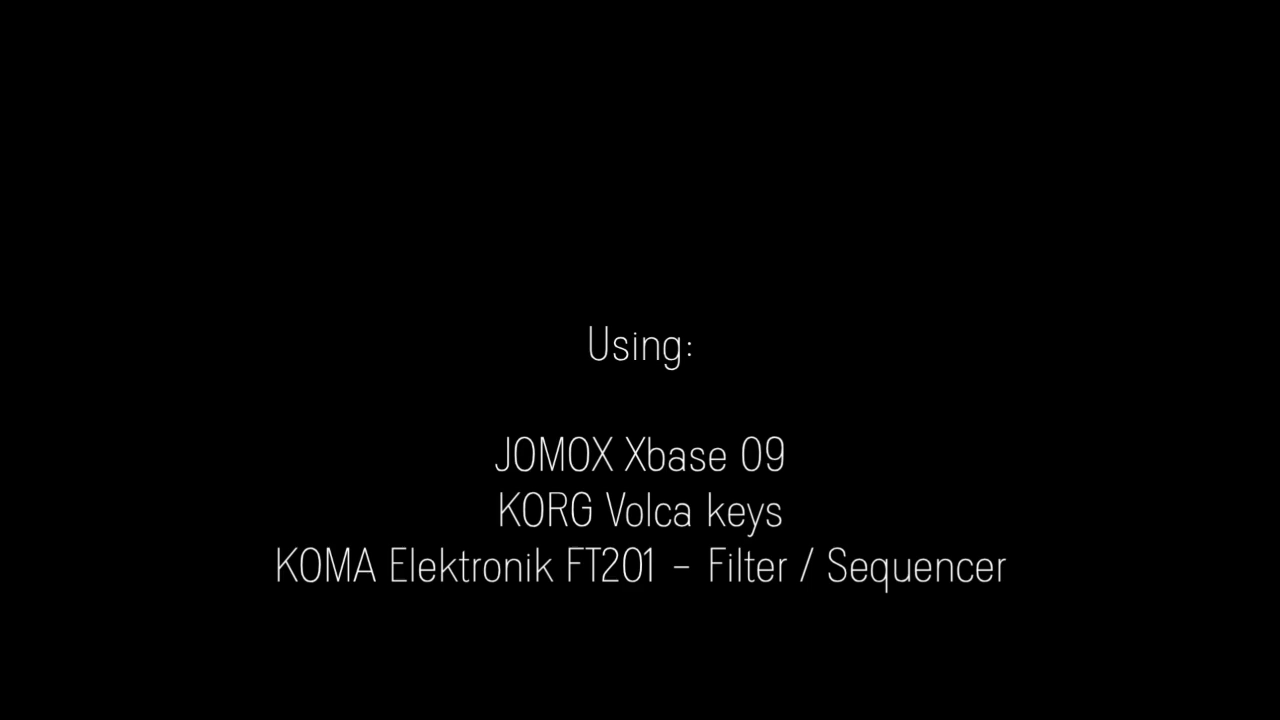 Using:
JOMOX Xbase 09
KORG Volca keys
KOMA Elektronik FT201 - Filter / Sequencer